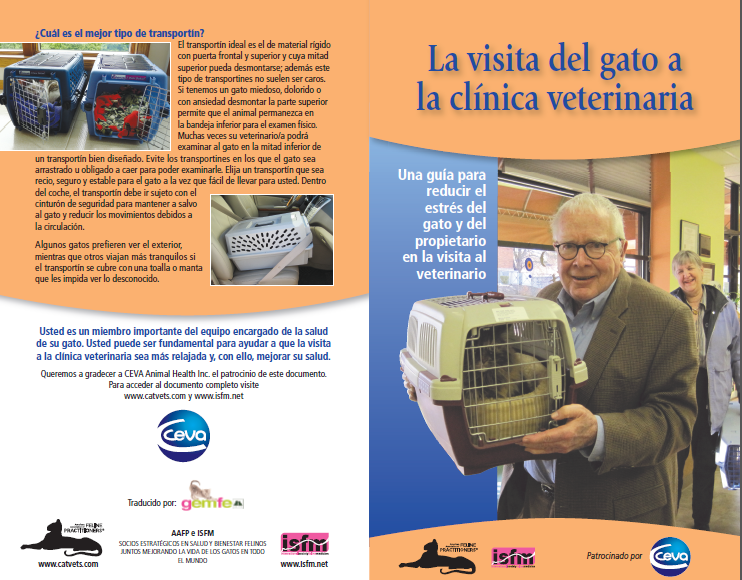 ¿Cuál es el mejor tipo de transportín?
El transportín ideal es el de material rígido
con puerta frontal y superior y cuya mitad
superior pueda desmontarse; además este
tipo de transportines no suelen ser caros.
Si tenemos un gato miedoso, dolorido o
con ansiedad desmontar la parte superior
permite que el animal permanezca en
la bandeja inferior para el examen físico.
Muchas veces su veterinario/a podrá
examinar al gato en la mitad inferior de
un transportín bien diseñado. Evite los transportines en los que el gato sea
arrastrado u obligado a caer para poder examinarle. Elija un transportín que sea
recio, seguro y estable para el gato a la vez que fácil de llevar para usted. Dentro
del coche, el transportín debe ir sujeto con el
cinturón de seguridad para mantener a salvo
al gato y reducir los movimientos debidos a
la circulación.
Algunos gatos prefieren ver el exterior,
mientras que otros viajan más tranquilos si
el transportín se cubre con una toalla o manta
que les impida ver lo desconocido.
Usted es un miembro importante del equipo encargado de la salud
de su gato. Usted puede ser fundamental para ayudar a que la visita
a la clínica veterinaria sea más relajada y, con ello, mejorar su salud.
Queremos a gradecer a CEVA Animal Health Inc. el patrocinio de este documento.
Para acceder al documento completo visite
www.catvets.com y www.isfm.net
Ceva
Traducido por:
gemfe
FELINE
PRACTITIONERS®
www.catvets.com
AAFP e ISFM
SOCIOS ESTRATÉGICOS EN SALUD Y BIENESTAR FELINOS
JUNTOS MEJORANDO LA VIDA DE LOS GATOS EN TODO
EL MUNDO
isfm
www.isfm.net
La visita del gato a
la clínica veterinaria
Una guía para
reducir el
estrés del
gato y del
propietario
en la visita al
veterinario
FELINE
PRACTITIONERS®
isfm
Patrocinado por
Ceva